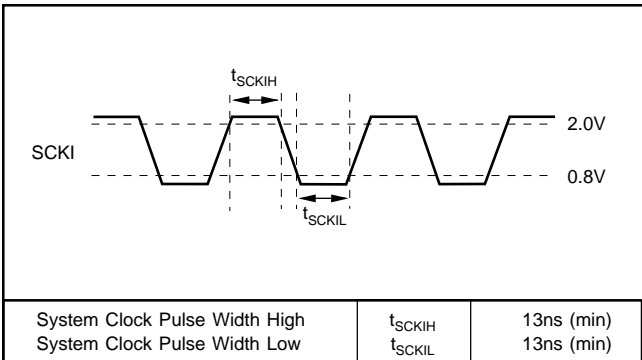 tSCKIH
2.0V
SCKI
0.8V
tSCKIL
System Clock Pulse Width High tSCKIH 13ns (min)
System Clock Pulse Width Low tSCKIL 13ns (min)